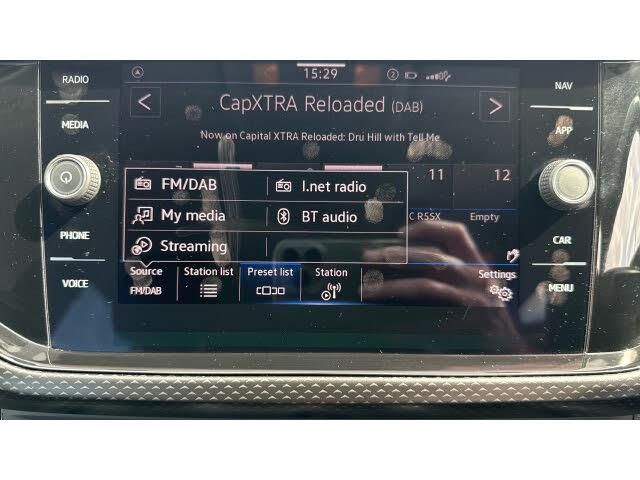 RADIO
MEDIA
PHONE
VOICE
15:29
2
CapXTRA Reloaded (DAB)
Now on Capital XTRA Reloaded: Dru Hill with Tell Me
FM/DAB
I.net radio
My media
BT audio
Streaming
11
12
C R5SX
Empty
Source
FM/DAB
Station list
Preset list
Station
Settings
NAV
APP
CAR
MENU